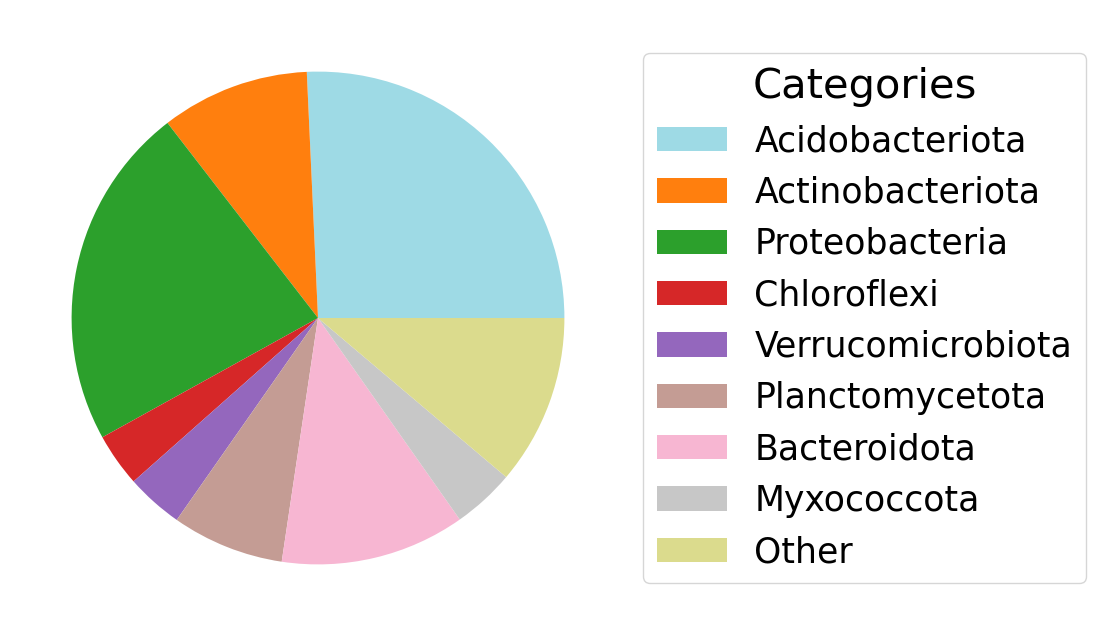 Categories
Acidobacteriota
Actinobacteriota
Proteobacteria
Chloroflexi
Verrucomicrobiota
Planctomycetota
Bacteroidota
Myxococcota
Other